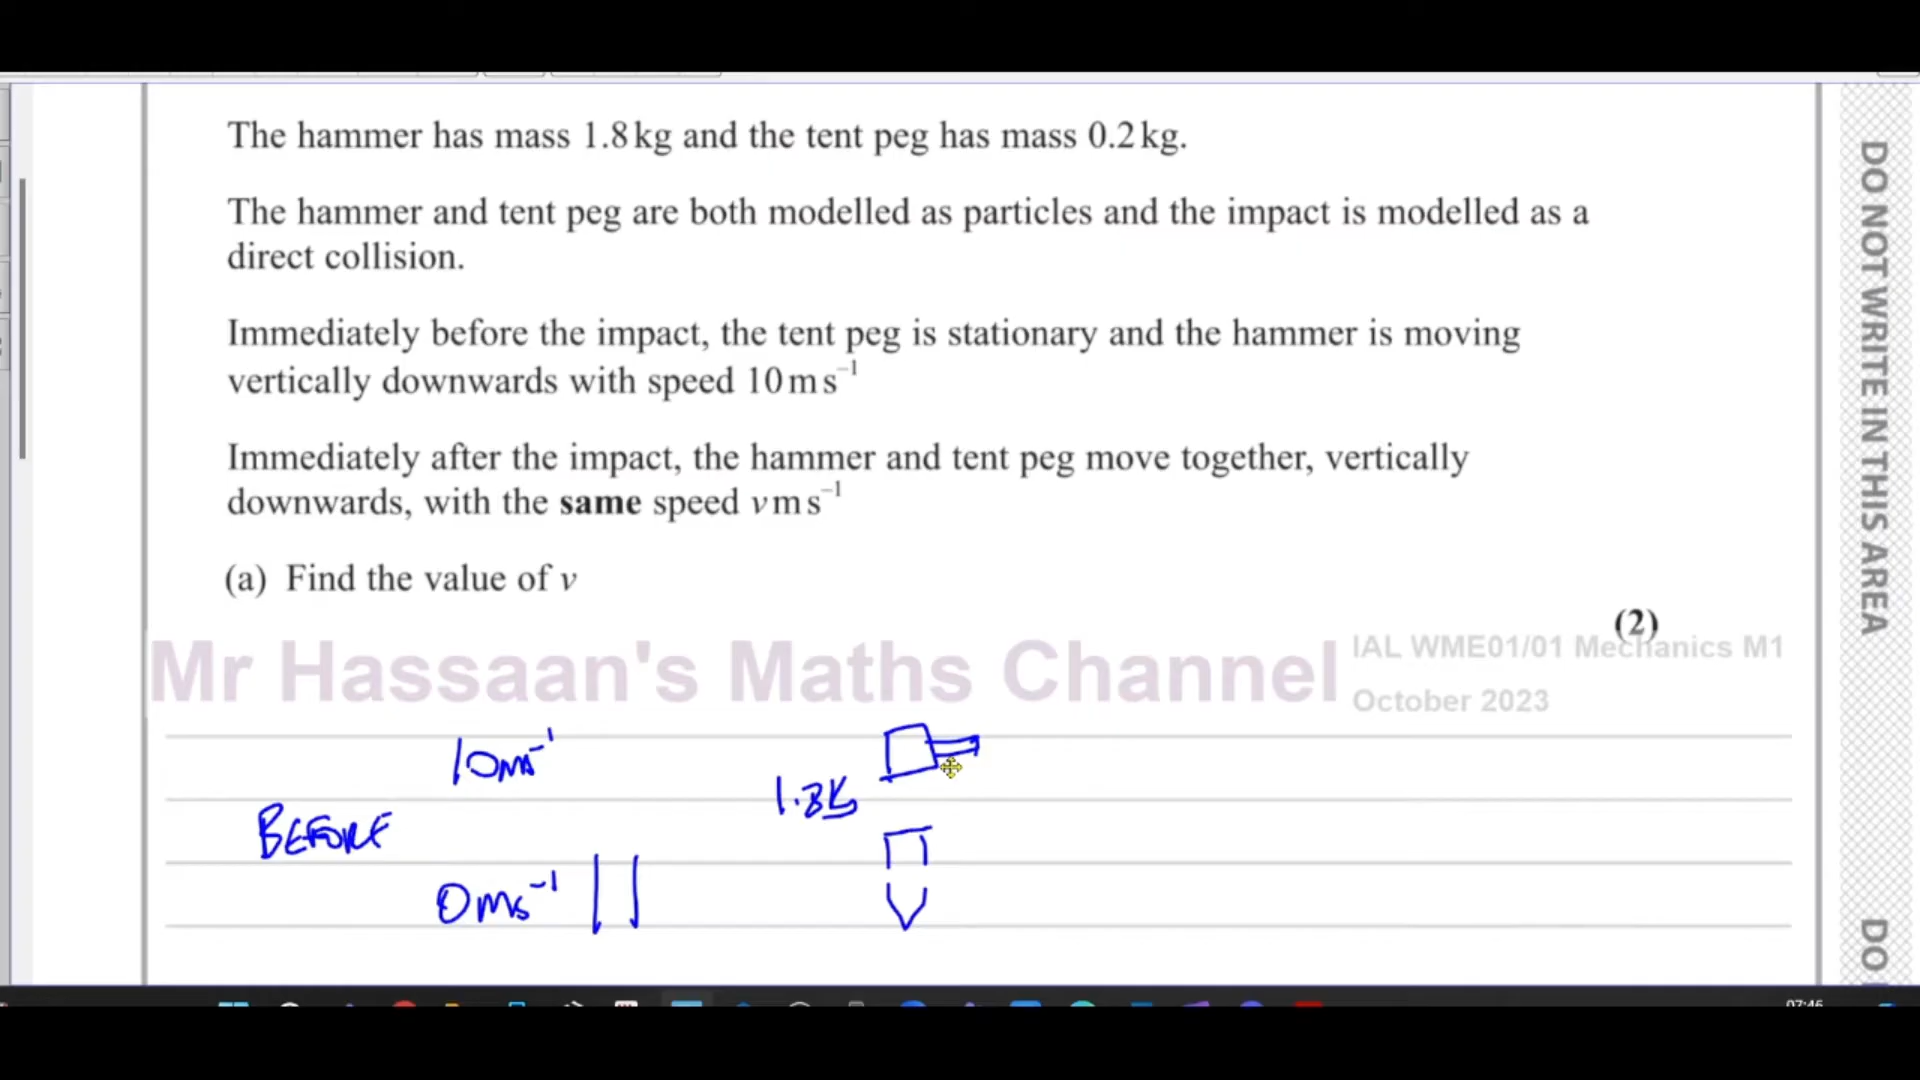 The hammer has mass 1.8 kg and the tent peg has mass 0.2 kg.
The hammer and tent peg are both modelled as particles and the impact is modelled as a
direct collision.
Immediately before the impact, the tent peg is stationary and the hammer is moving
vertically downwards with speed 10 m s⁻¹
Immediately after the impact, the hammer and tent peg move together, vertically
downwards, with the same speed v m s⁻¹
(a) Find the value of v
(2)
Mr Hassaan's Maths Channel
IAL WME01/01 Mechanics M1
October 2023
10ms⁻¹
1.8kg
BEFORE
0ms⁻¹
DO NOT WRITE IN THIS AREA
DO
07:46